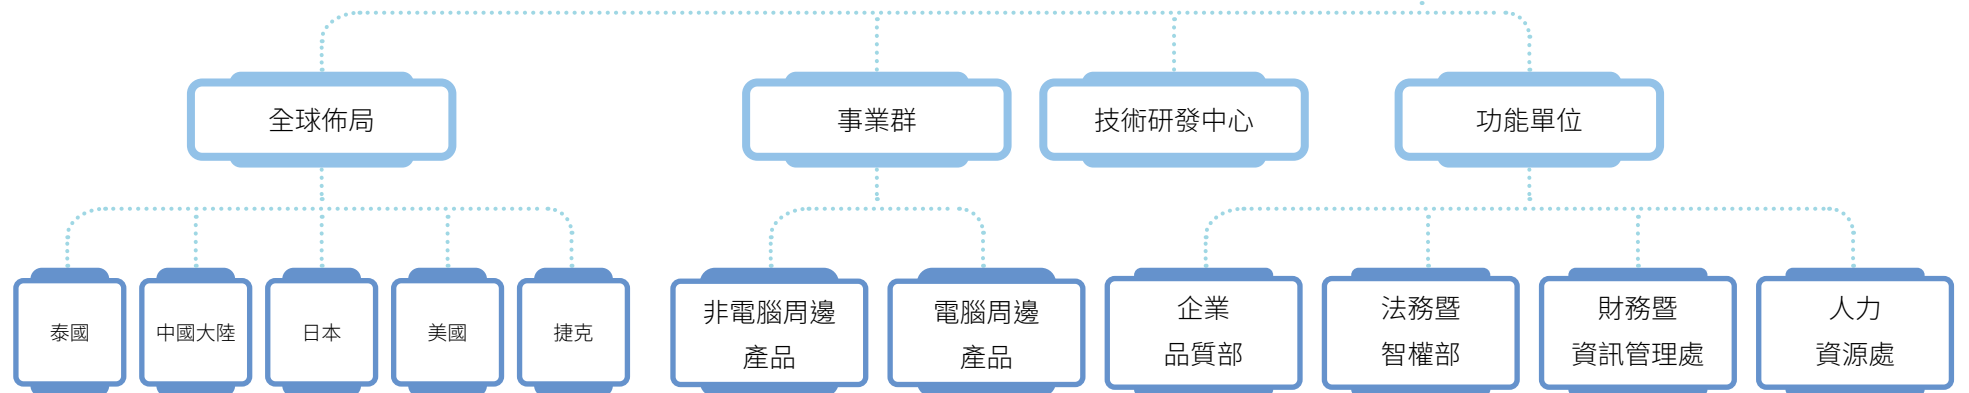 全球佈局
事業群
技術研發中心
功能單位
泰國
中國大陸
日本
美國
捷克
非電腦周邊
產品
電腦周邊
產品
企業
品質部
法務暨
智權部
財務暨
資訊管理處
人力
資源處